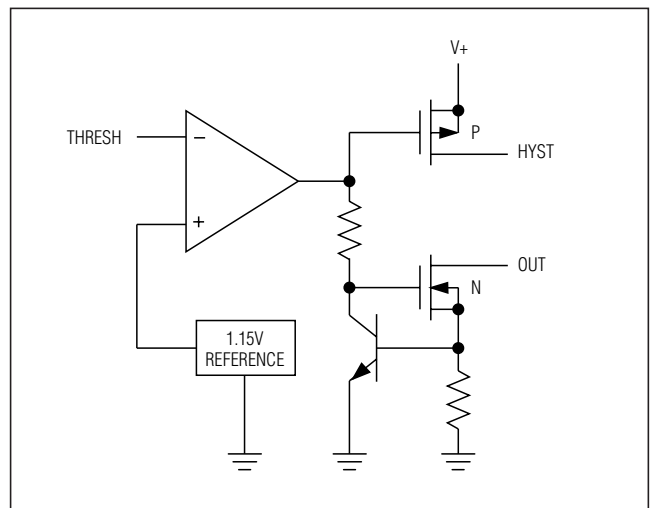 V+
THRESH
−
P
HYST
+
OUT
N
1.15V
REFERENCE